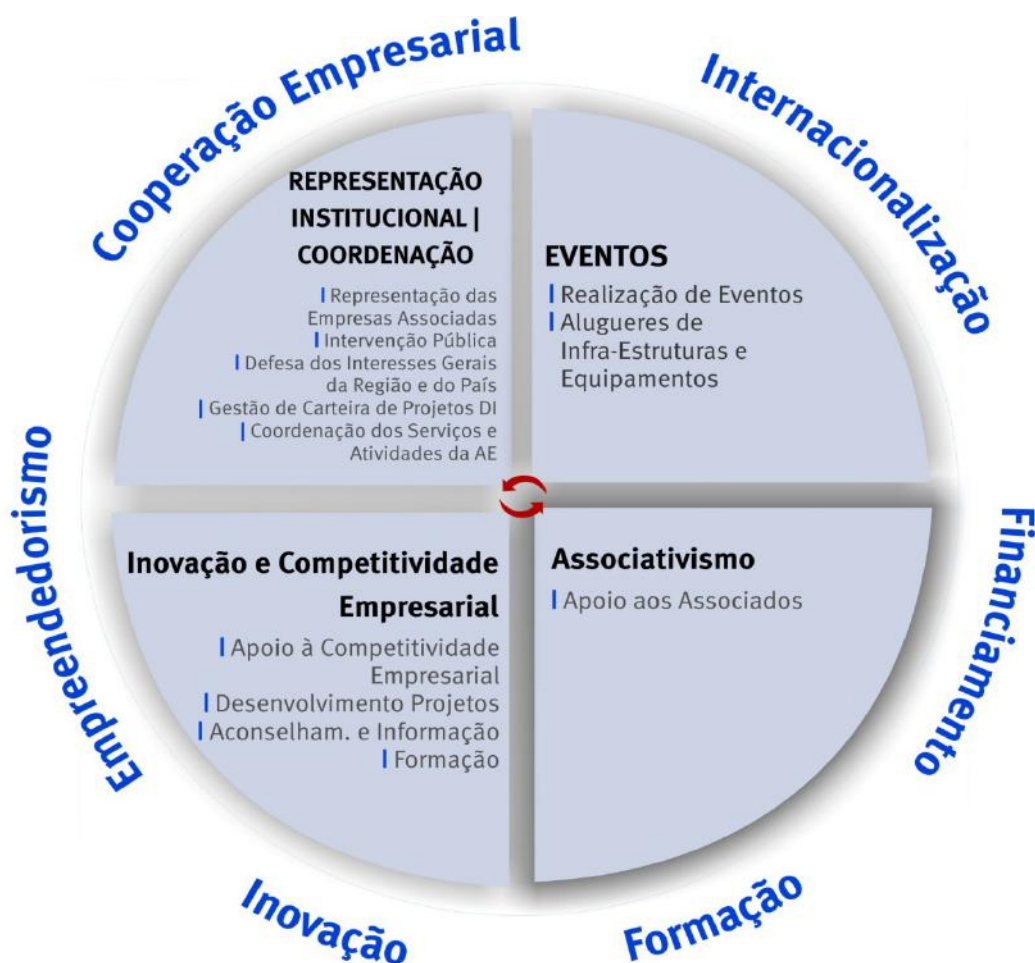 Cooperação Empresarial
Internacionalização
REPRESENTAÇÃO
INSTITUCIONAL |
COORDENAÇÃO
Representação das
Empresas Associadas
Intervenção Pública
Defesa dos Interesses Gerais
da Região e do País
Gestão de Carteira de Projetos DI
Coordenação dos Serviços e
Atividades da AE
EVENTOS
Realização de Eventos
Alugueres de
Infra-Estruturas e
Equipamentos
Empreendedorismo
Financiamento
Inovação e Competitividade
Empresarial
Apoio à Competitividade
Empresarial
Desenvolvimento Projetos
Aconselham. e Informação
Formação
Associativismo
Apoio aos Associados
Inovação
Formação